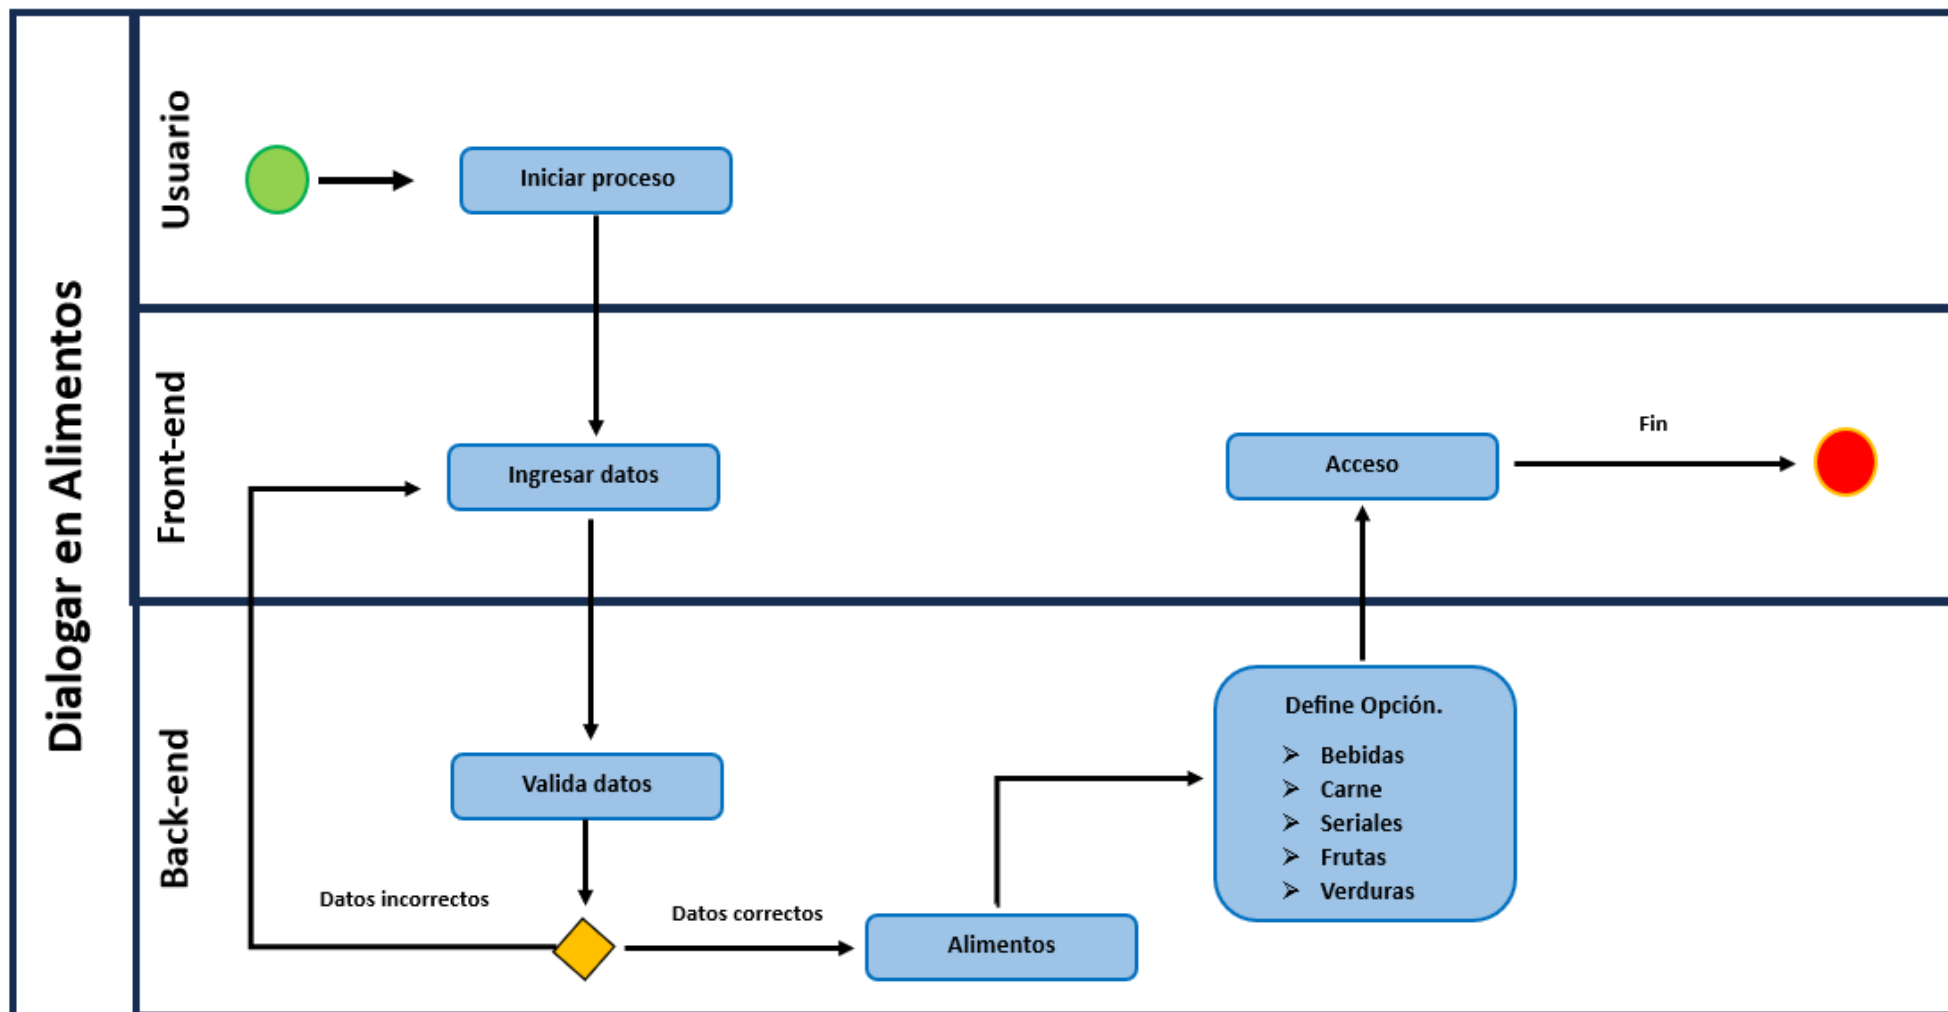 Dialogar en Alimentos
Usuario
Iniciar proceso
Front-end
Ingresar datos
Acceso
Fin
Back-end
Valida datos
Datos incorrectos
Datos correctos
Alimentos
Define Opción.
➢ Bebidas
➢ Carne
➢ Seriales
➢ Frutas
➢ Verduras